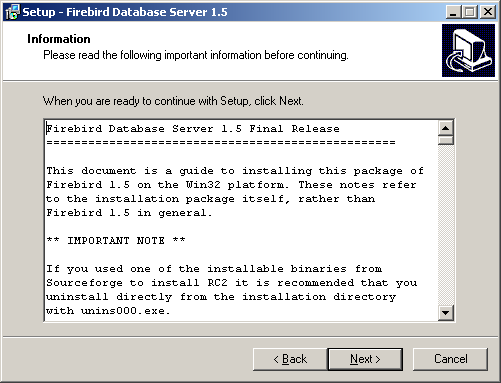 Setup - Firebird Database Server 1.5
Information
Please read the following important information before continuing.
When you are ready to continue with Setup, click Next.
Firebird Database Server 1.5 Final Release
==================================================
This document is a guide to installing this package of
Firebird 1.5 on the Win32 platform. These notes refer
to the installation package itself, rather than
Firebird 1.5 in general.
** IMPORTANT NOTE **
If you used one of the installable binaries from
Sourceforge to install RC2 it is recommended that you
uninstall directly from the installation directory
with unins000.exe.
< Back
Next >
Cancel